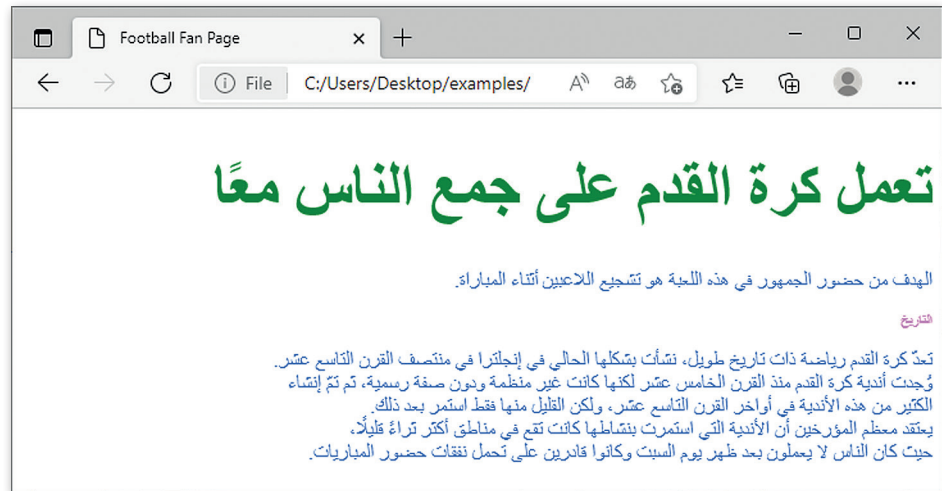 Football Fan Page
File C:/Users/Desktop/examples/
تعمل كرة القدم على جمع الناس معًا
الهدف من حضور الجمهور في هذه اللعبة هو تشجيع اللاعبين أثناء المباراة.
التاريخ
تعدّ كرة القدم رياضة ذات تاريخ طويل، نشأت بشكلها الحالي في إنجلترا في منتصف القرن التاسع عشر.
وُجدت أندية كرة القدم منذ القرن الخامس عشر لكنها كانت غير منظمة ودون صفة رسمية، ثم تمّ إنشاء
الكثير من هذه الأندية في أواخر القرن التاسع عشر، ولكن القليل منها فقط استمر بعد ذلك.
يعتقد معظم المؤرخين أن الأندية التي استمرت بنشاطها كانت تقع في مناطق أكثر ثراءً قليلًا،
حيث كان الناس لا يعملون بعد ظهر يوم السبت وكانوا قادرين على تحمل نفقات حضور المباريات.